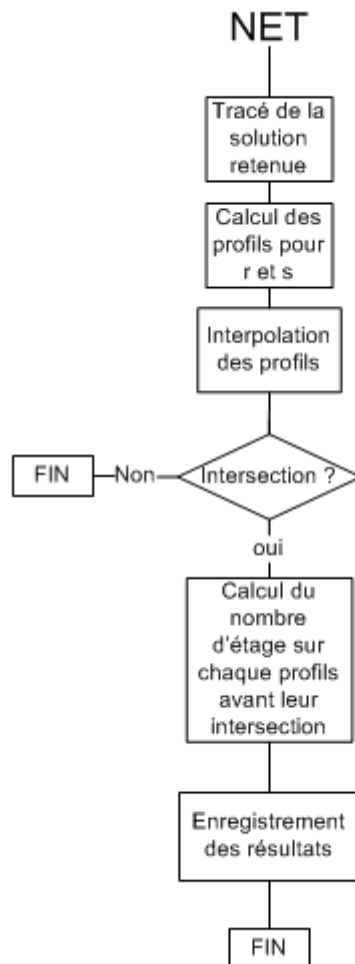 NET
Tracé de la
solution
retenue
Calcul des
profils pour
r et s
Interpolation
des profils
Intersection ?
Non
FIN
oui
Calcul du
nombre
d'étage sur
chaque profils
avant leur
intersection
Enregistrement
des résultats
FIN